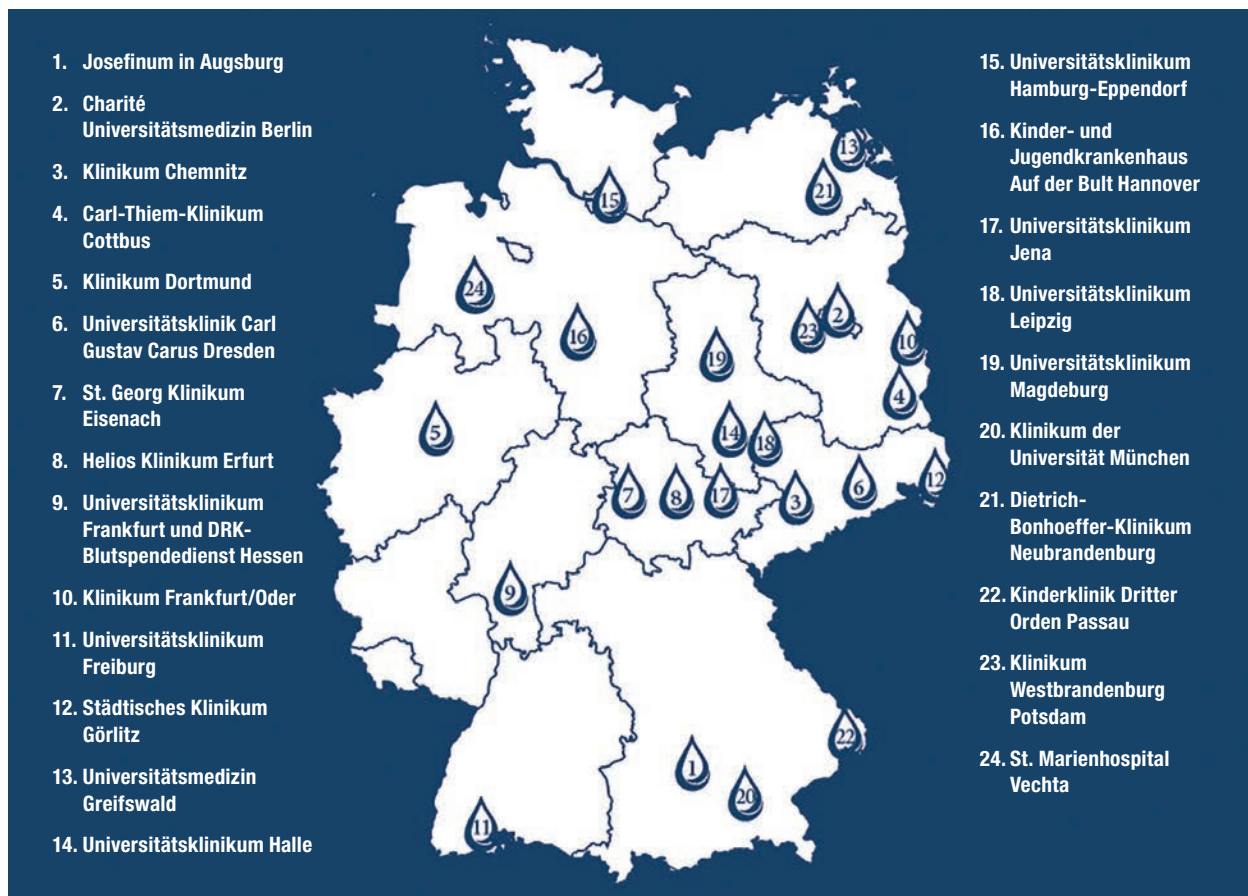 1. Josefinum in Augsburg
2. Charité
Universitätsmedizin Berlin
3. Klinikum Chemnitz
4. Carl-Thiem-Klinikum
Cottbus
5. Klinikum Dortmund
6. Universitätsklinik Carl
Gustav Carus Dresden
7. St. Georg Klinikum
Eisenach
8. Helios Klinikum Erfurt
9. Universitätsklinikum
Frankfurt und DRK-
Blutspendedienst Hessen
10. Klinikum Frankfurt/Oder
11. Universitätsklinikum
Freiburg
12. Städtisches Klinikum
Görlitz
13. Universitätsmedizin
Greifswald
14. Universitätsklinikum Halle
13
21
15
24
2
23
16
10
19
4
5
14
18
12
6
7
8
17
3
9
22
1
20
11
15. Universitätsklinikum
Hamburg-Eppendorf
16. Kinder- und
Jugendkrankenhaus
Auf der Bult Hannover
17. Universitätsklinikum
Jena
18. Universitätsklinikum
Leipzig
19. Universitätsklinikum
Magdeburg
20. Klinikum der
Universität München
21. Dietrich-
Bonhoeffer-Klinikum
Neubrandenburg
22. Kinderklinik Dritter
Orden Passau
23. Klinikum
Westbrandenburg
Potsdam
24. St. Marienhospital
Vechta